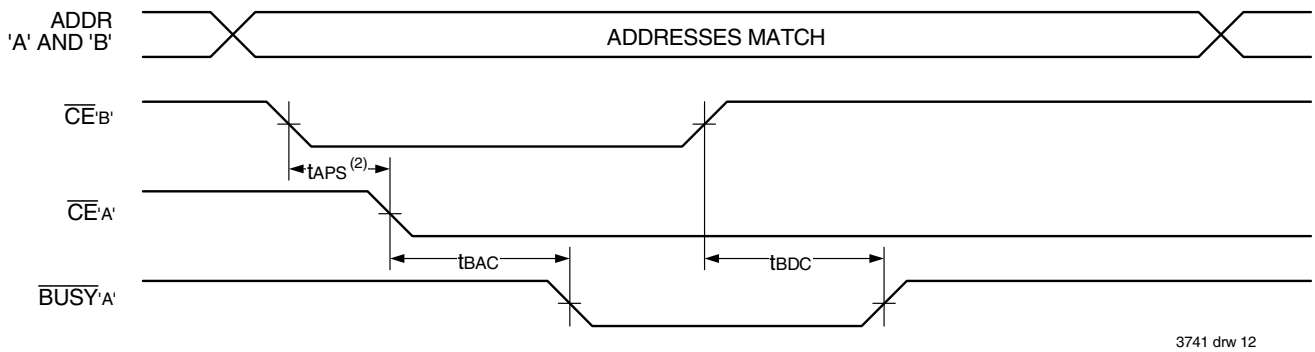 ADDR
'A' AND 'B'
ADDRESSES MATCH
CE'B'
tAPS (2)
CE'A'
tBAC
tBDC
BUSY'A'
3741 drw 12